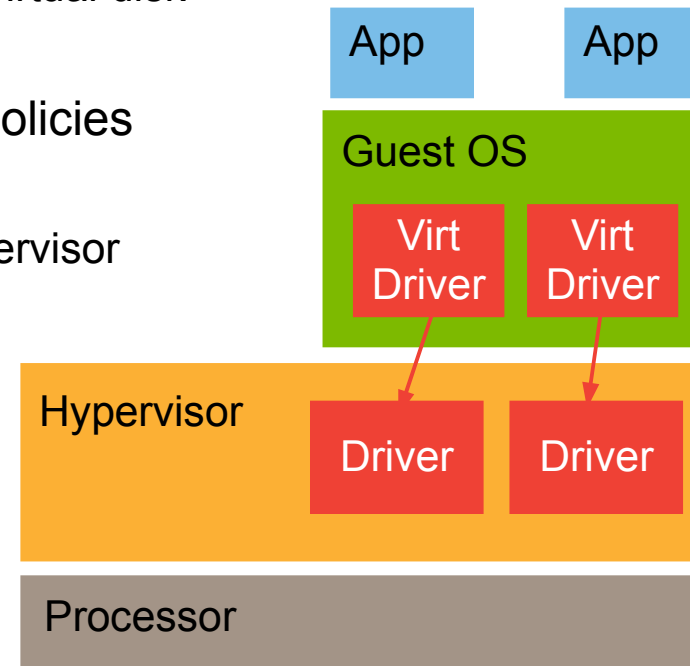 App
App
olicies
Guest OS
Virt
Driver
Virt
Driver
ervisor
Hypervisor
Driver
Driver
Processor